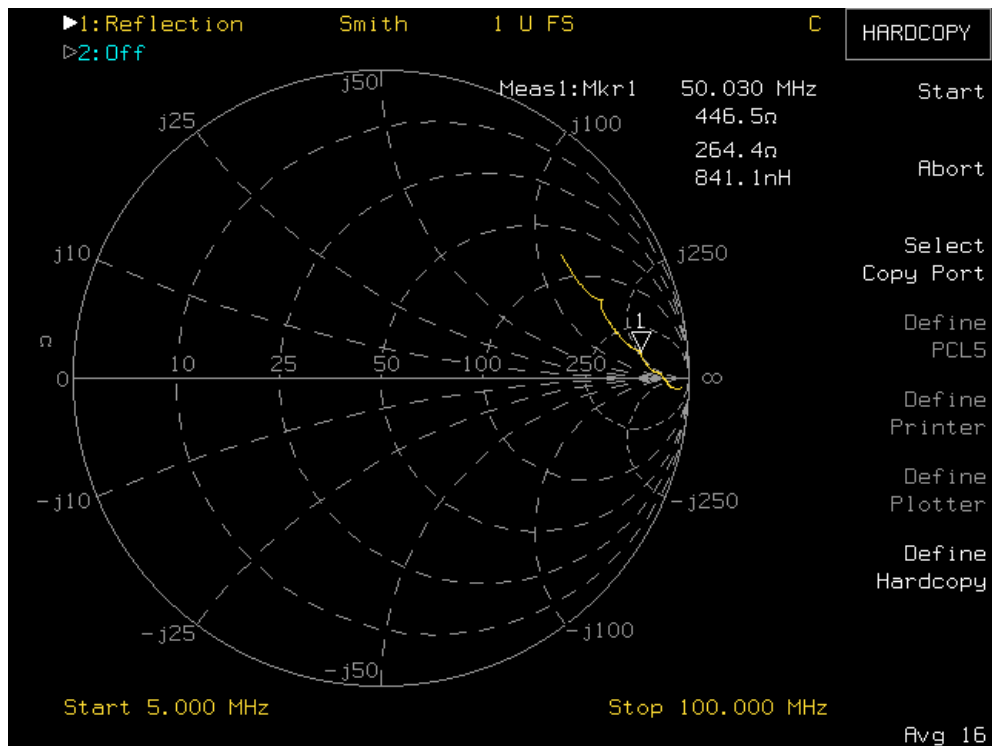 ▶1:Reflection Smith 1 U FS C
▷2:Off
HARDCOPY
Start
Abort
Select
Copy Port
Define
PCL5
Define
Printer
Define
Plotter
Define
Hardcopy
Meas1:Mkr1 50.030 MHz
446.5Ω
264.4Ω
841.1nH
j50
j25
j100
j10
j250
1
Ω
0 10 25 50 100 250 ∞
-j10
-j250
-j25
-j100
-j50
Start 5.000 MHz Stop 100.000 MHz
Avg 16